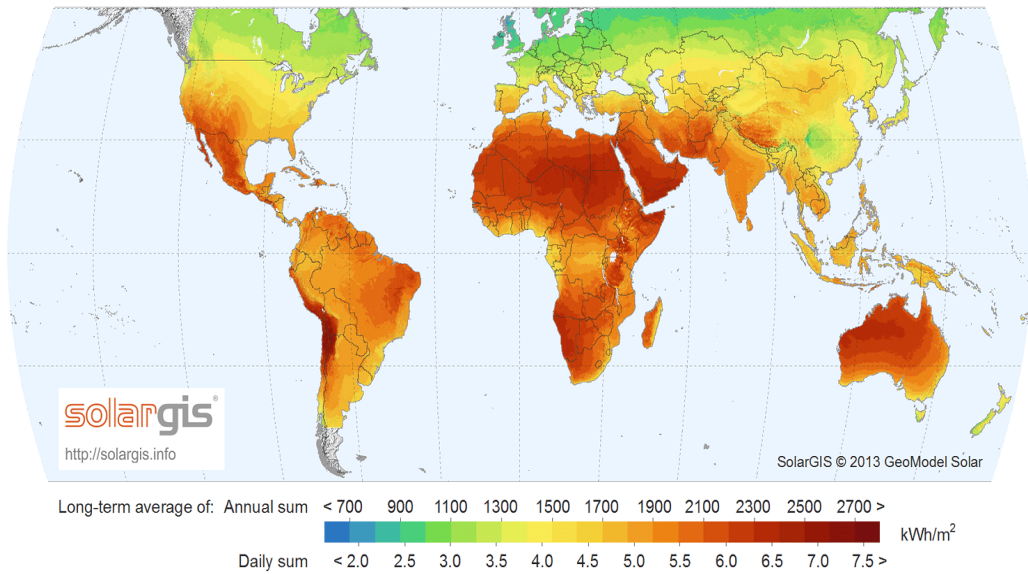 solargis®
http://solargis.info
SolarGIS © 2013 GeoModel Solar
Long-term average of: Annual sum < 700 900 1100 1300 1500 1700 1900 2100 2300 2500 2700 > kWh/m²
Daily sum < 2.0 2.5 3.0 3.5 4.0 4.5 5.0 5.5 6.0 6.5 7.0 7.5 >